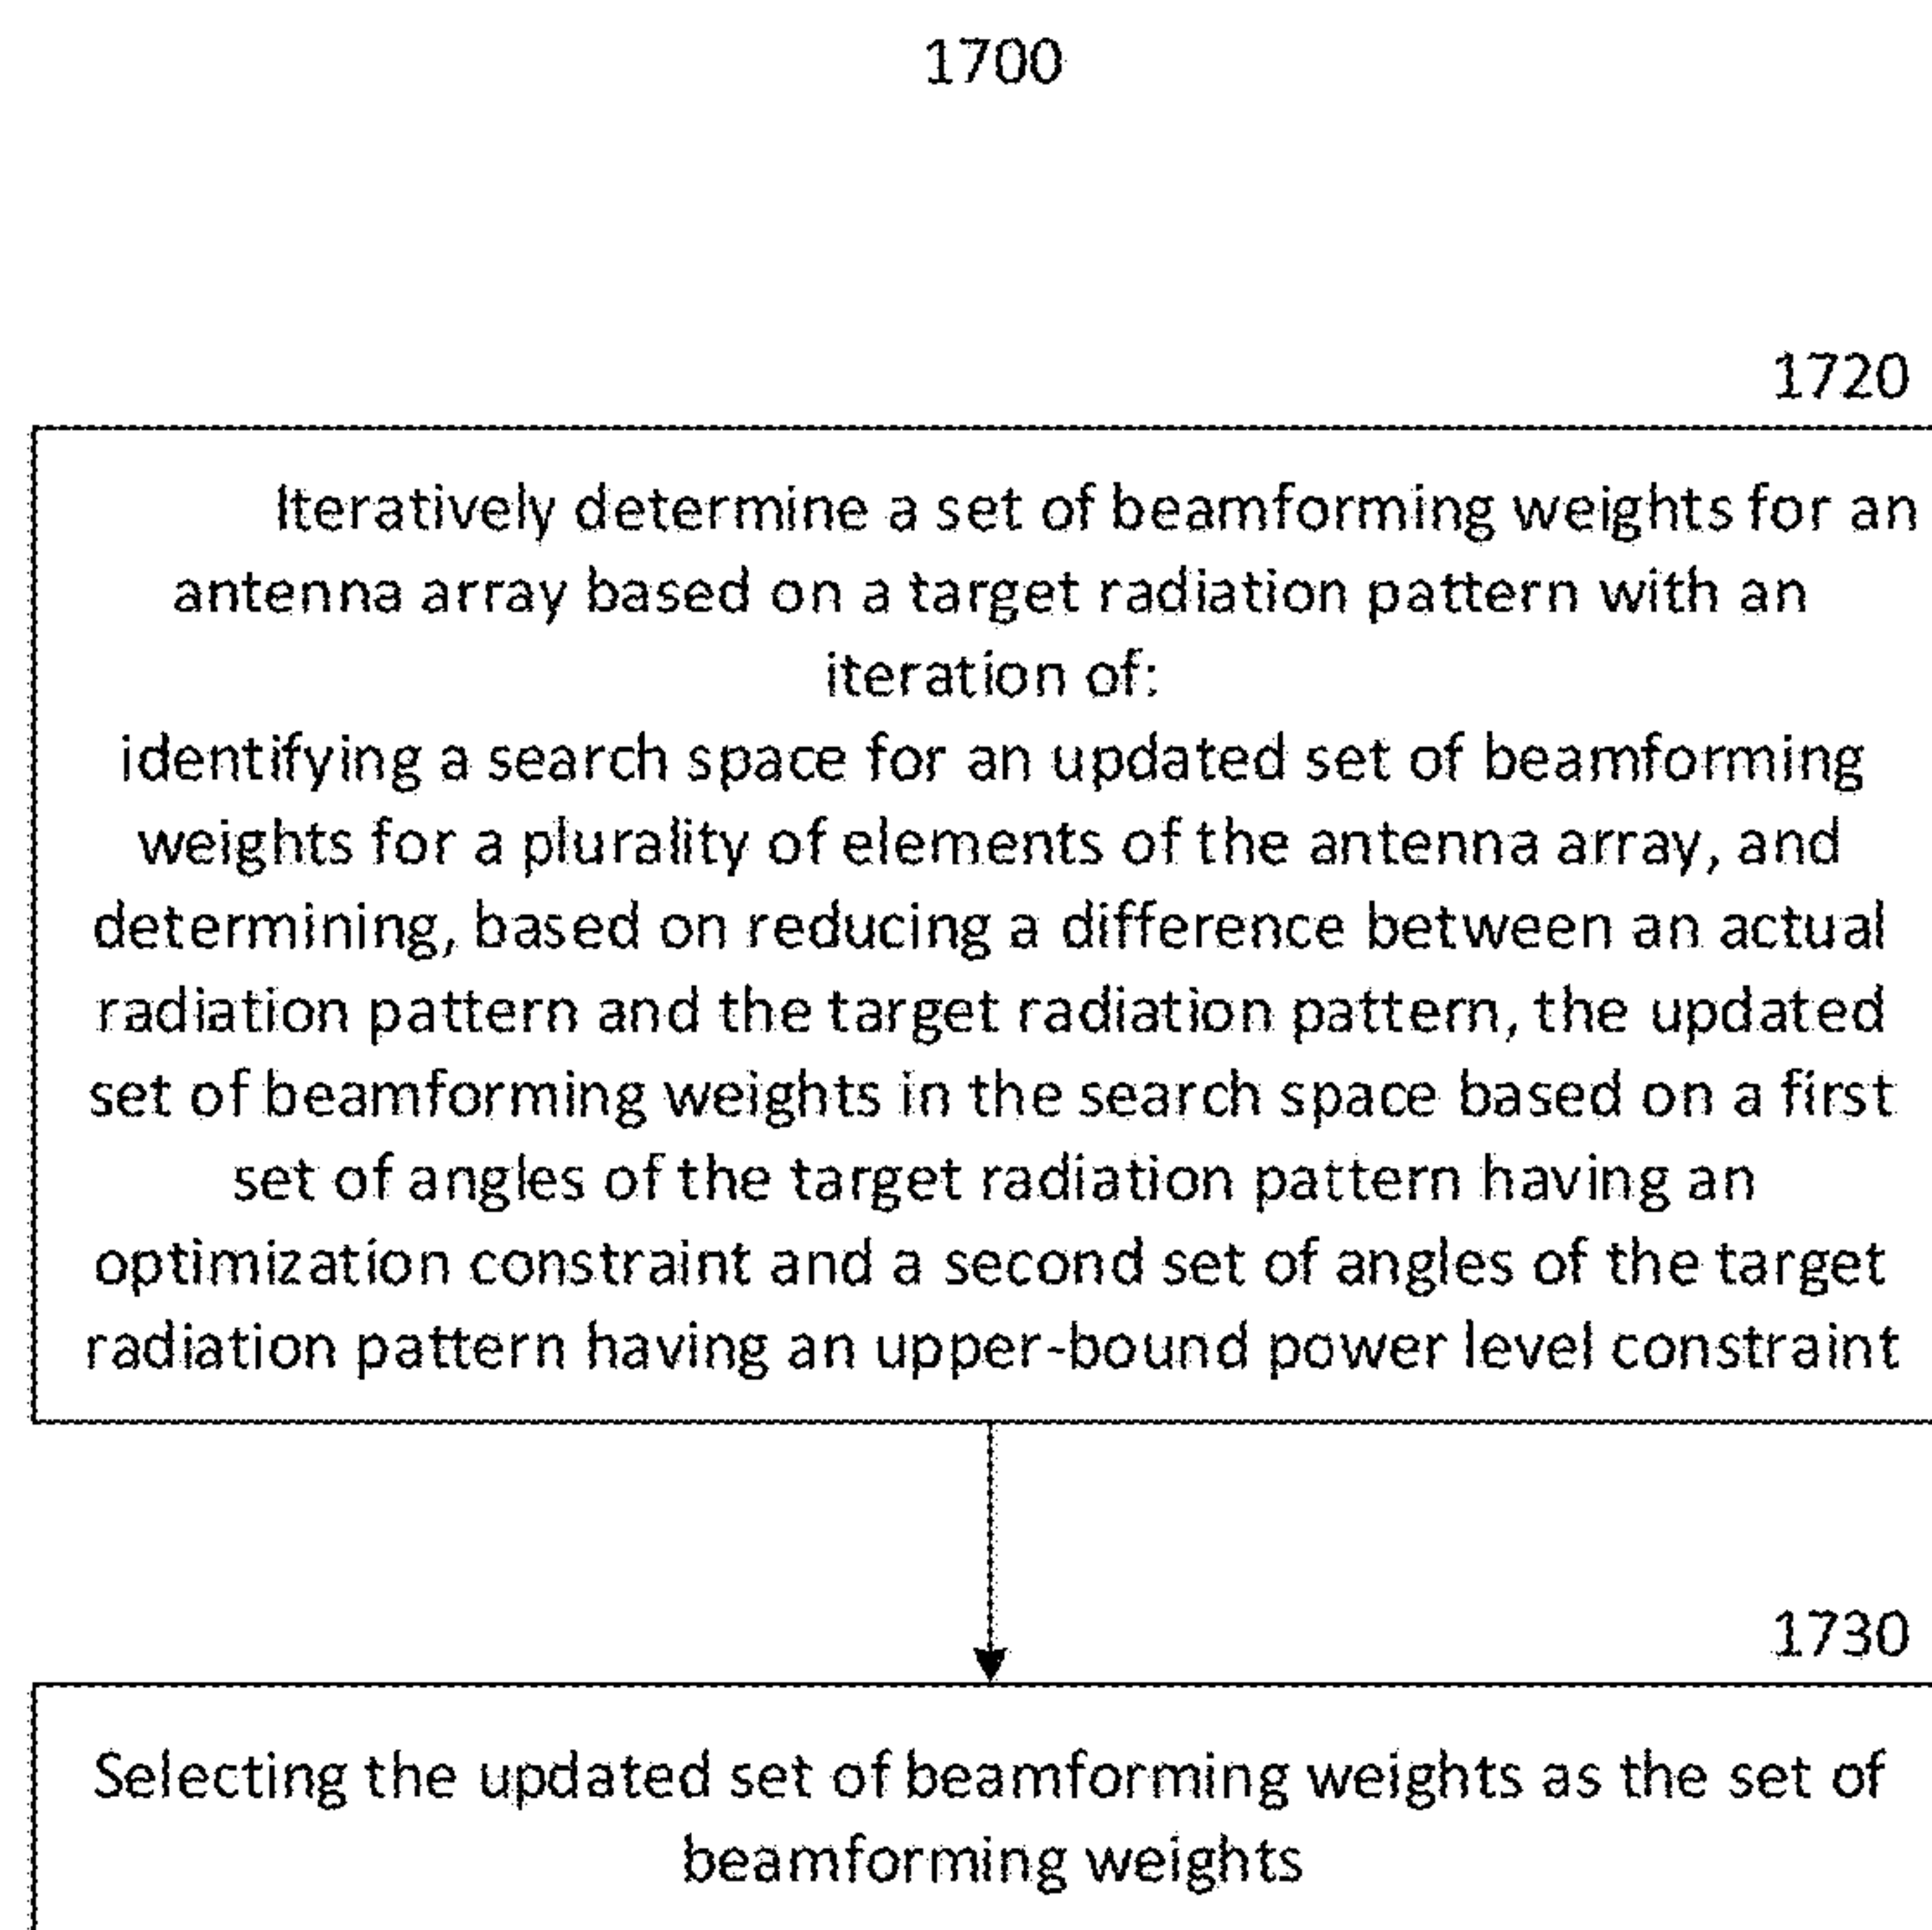 1700
1720
Iteratively determine a set of beamforming weights for an
antenna array based on a target radiation pattern with an
iteration of:
identifying a search space for an updated set of beamforming
weights for a plurality of elements of the antenna array, and
determining, based on reducing a difference between an actual
radiation pattern and the target radiation pattern, the updated
set of beamforming weights in the search space based on a first
set of angles of the target radiation pattern having an
optimization constraint and a second set of angles of the target
radiation pattern having an upper-bound power level constraint
1730
Selecting the updated set of beamforming weights as the set of
beamforming weights